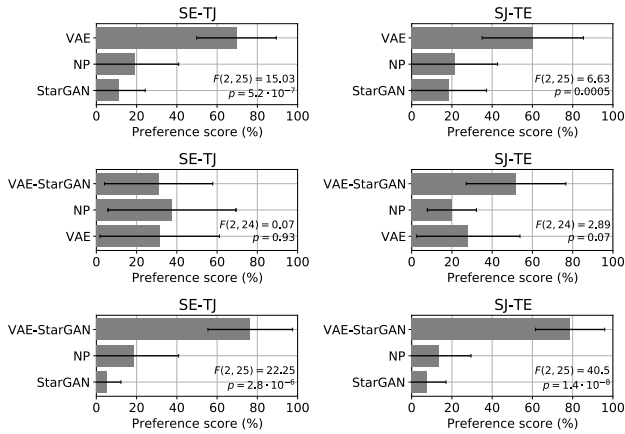 SE-TJ
VAE
NP
StarGAN
F(2, 25) = 15.03
p = 5.2 · 10⁻⁷
0 20 40 60 80 100
Preference score (%)
SJ-TE
VAE
NP
StarGAN
F(2, 25) = 6.63
p = 0.0005
0 20 40 60 80 100
Preference score (%)
SE-TJ
VAE-StarGAN
NP
VAE
F(2, 24) = 0.07
p = 0.93
0 20 40 60 80 100
Preference score (%)
SJ-TE
VAE-StarGAN
NP
VAE
F(2, 24) = 2.89
p = 0.07
0 20 40 60 80 100
Preference score (%)
SE-TJ
VAE-StarGAN
NP
StarGAN
F(2, 25) = 22.25
p = 2.8 · 10⁻⁶
0 20 40 60 80 100
Preference score (%)
SJ-TE
VAE-StarGAN
NP
StarGAN
F(2, 25) = 40.5
p = 1.4 · 10⁻⁸
0 20 40 60 80 100
Preference score (%)